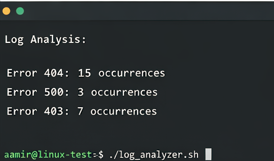 Log Analysis:
Error 404: 15 occurrences
Error 500: 3 occurrences
Error 403: 7 occurrences
aamir@linux-test:~$ ./log_analyzer.sh